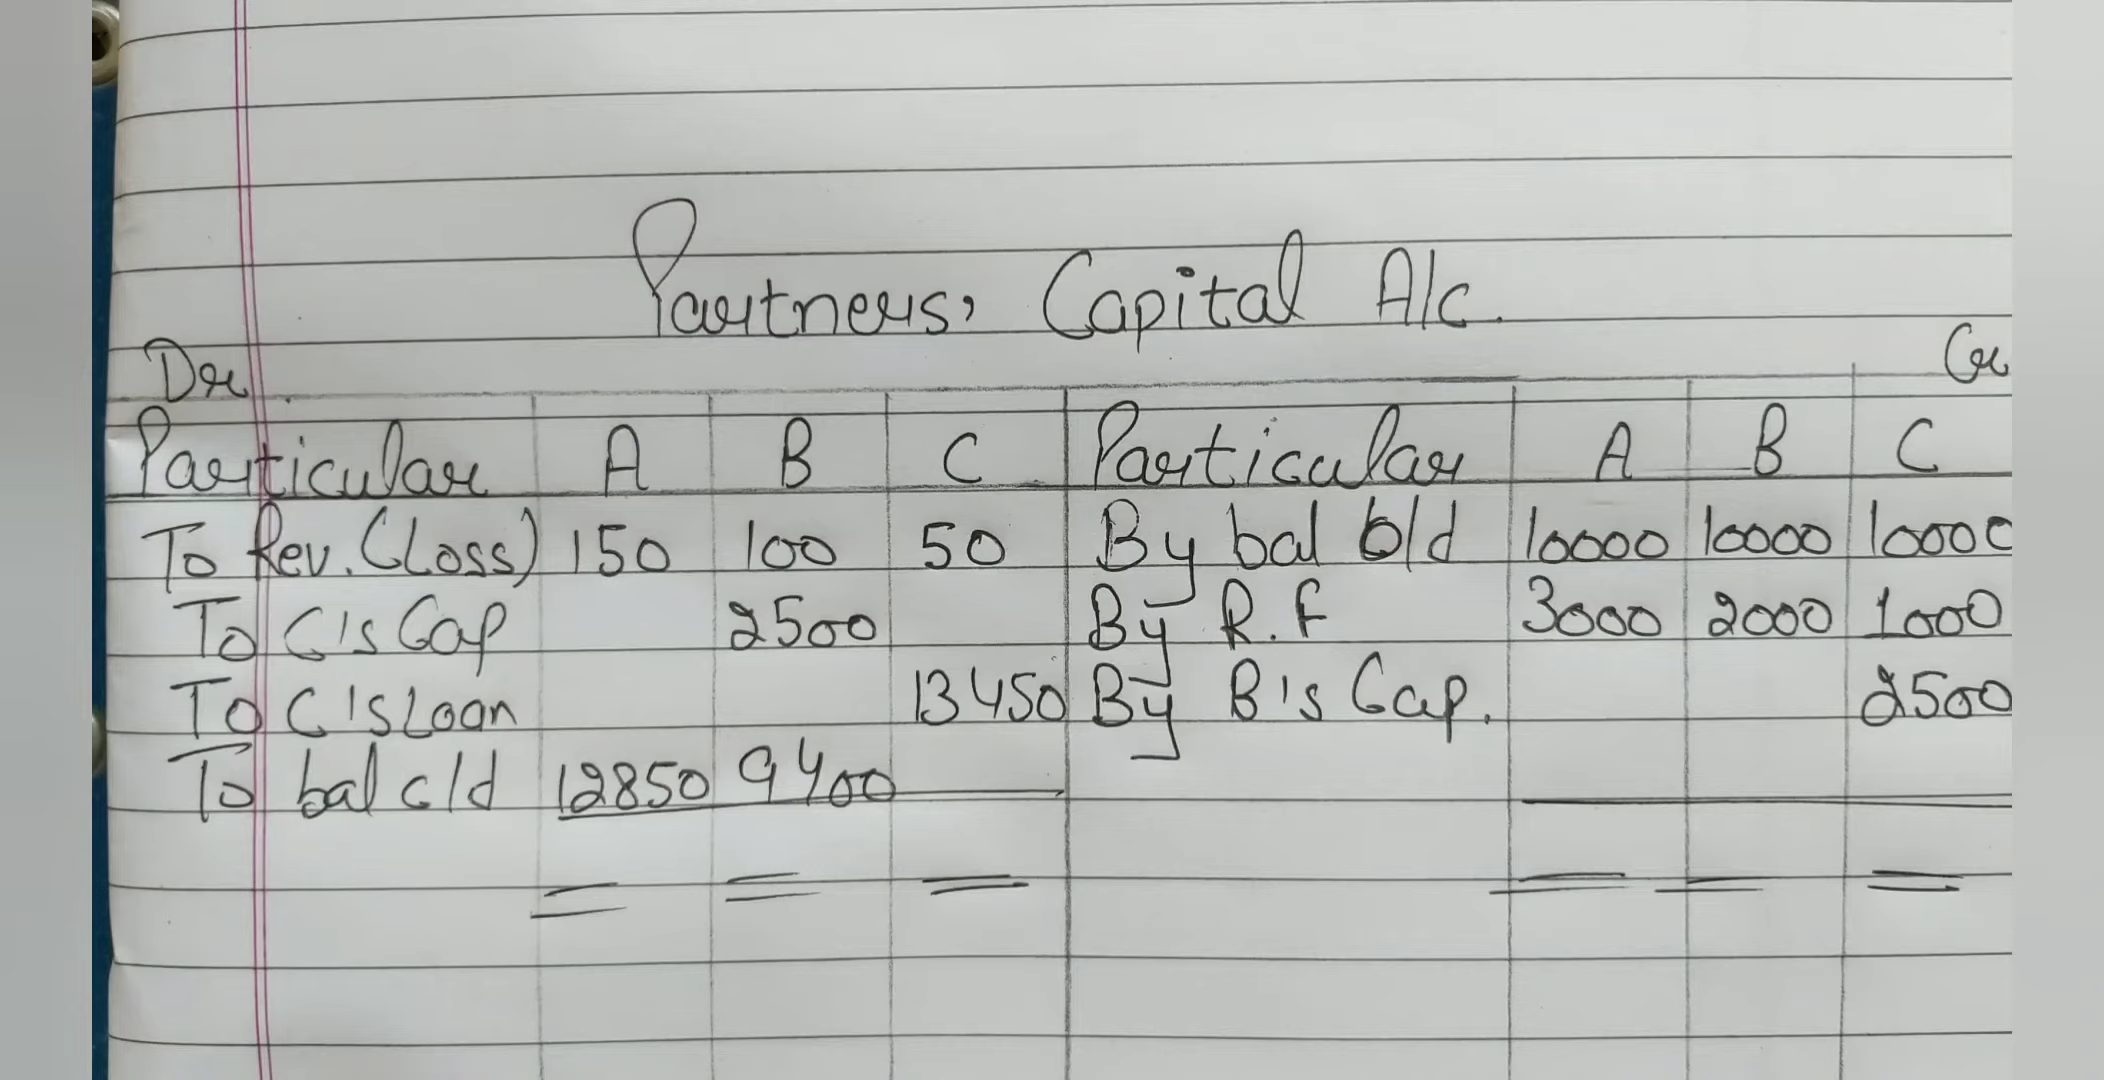 Partners' Capital A/c.
Dr. Cr
Particular A B C Particular A B C
To Rev. (Loss) 150 100 50 By bal b/d 10000 10000 10000
To C's Cap 2500 By R.F 3000 2000 1000
To C's Loan 13450 By B's Cap. 2500
To bal c/d 12850 9400